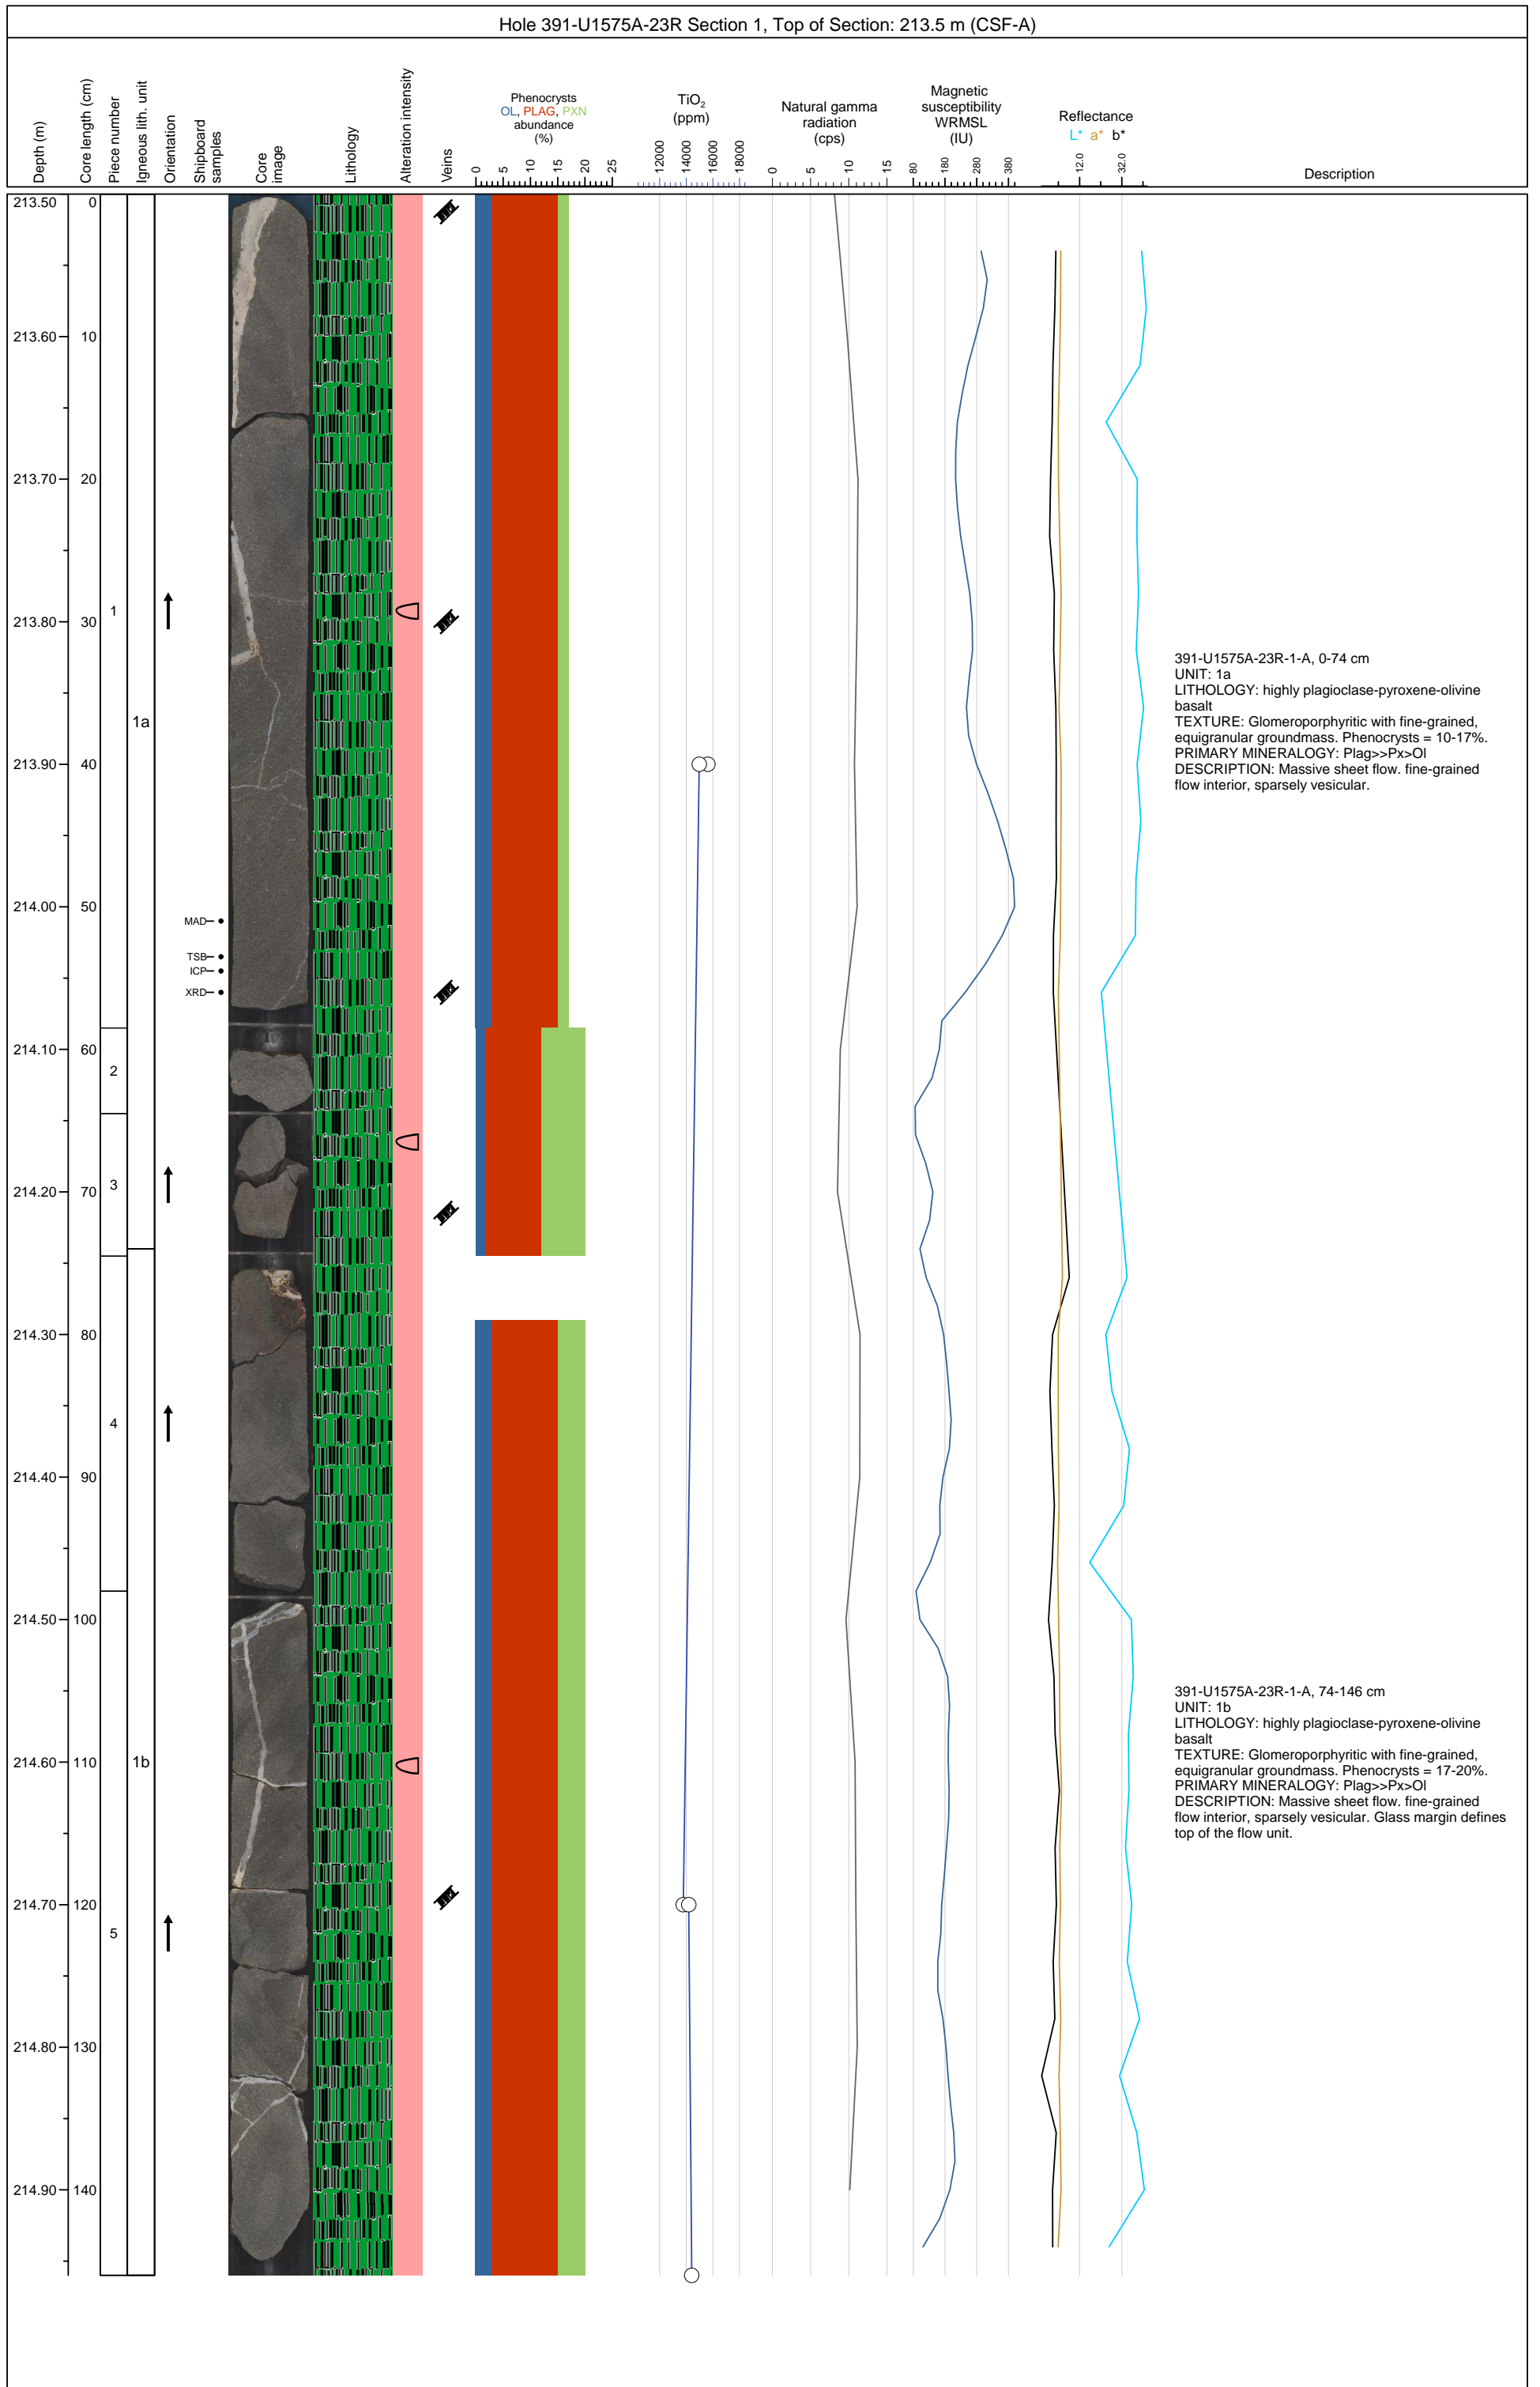 Hole 391-U1575A-23R Section 1, Top of Section: 213.5 m (CSF-A)
Depth (m)
Core length (cm)
Piece number
Igneous lith. unit
Orientation
Shipboard
samples
Core
image
Lithology
Alteration intensity
Veins
Phenocrysts
OL, PLAG, PXN
abundance
(%)
0 5 10 15 20 25
TiO2
(ppm)
12000 14000 16000 18000
Natural gamma
radiation
(cps)
0 5 10 15
Magnetic
susceptibility
WRMSL
(IU)
80 180 280 380
Reflectance
L* a* b*
12.0 32.0
Description
213.50 0
213.60 10
213.70 20
1
213.80 30
1a
213.90 40
214.00 50
MAD
TSB
ICP
XRD
214.10 60
2
3
214.20 70
214.30 80
4
214.40 90
214.50 100
214.60 110
1b
214.70 120
5
214.80 130
214.90 140
391-U1575A-23R-1-A, 0-74 cm
UNIT: 1a
LITHOLOGY: highly plagioclase-pyroxene-olivine
basalt
TEXTURE: Glomeroporphyritic with fine-grained,
equigranular groundmass. Phenocrysts = 10-17%.
PRIMARY MINERALOGY: Plag>>Px>Ol
DESCRIPTION: Massive sheet flow. fine-grained
flow interior, sparsely vesicular.
391-U1575A-23R-1-A, 74-146 cm
UNIT: 1b
LITHOLOGY: highly plagioclase-pyroxene-olivine
basalt
TEXTURE: Glomeroporphyritic with fine-grained,
equigranular groundmass. Phenocrysts = 17-20%.
PRIMARY MINERALOGY: Plag>>Px>Ol
DESCRIPTION: Massive sheet flow. fine-grained
flow interior, sparsely vesicular. Glass margin defines
top of the flow unit.